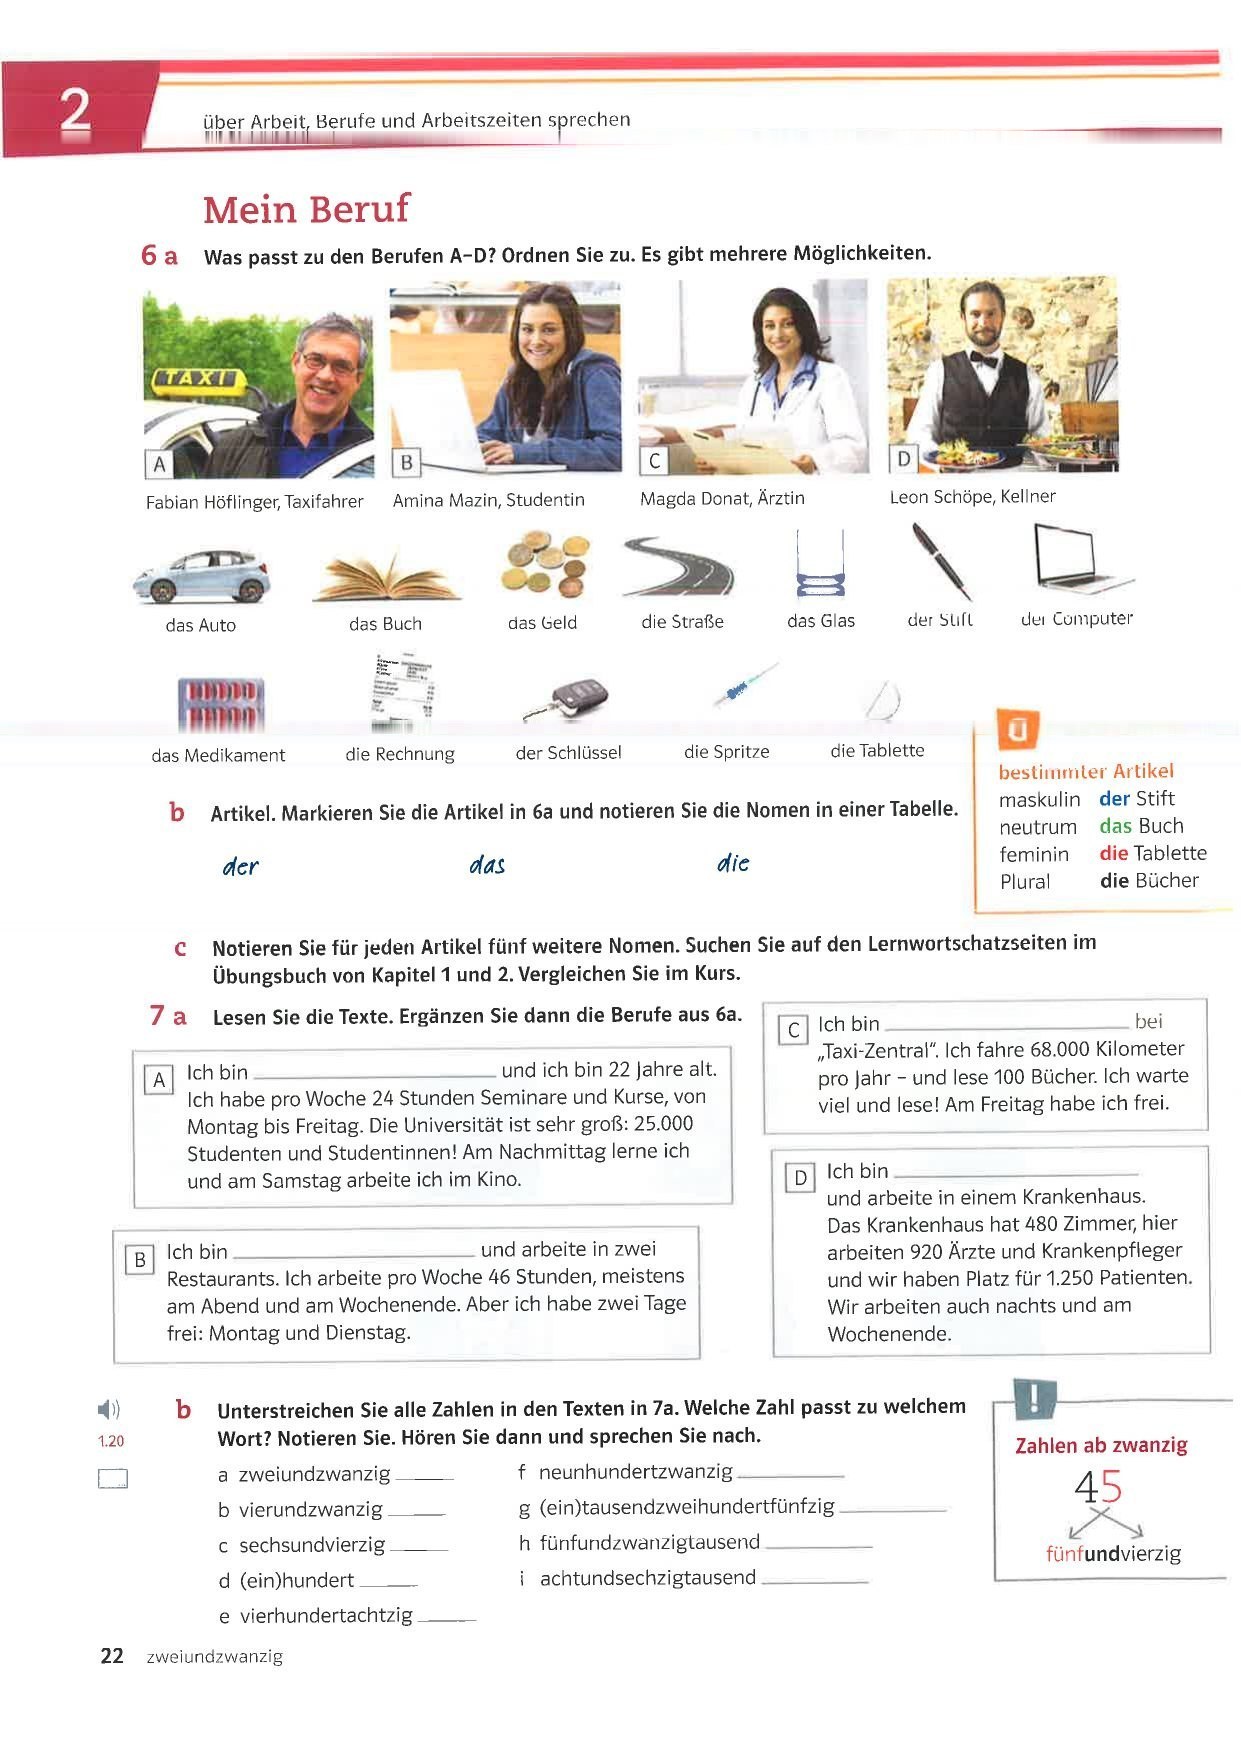 2
über Arbeit, Berufe und Arbeitszeiten sprechen
Mein Beruf
6 a Was passt zu den Berufen A–D? Ordnen Sie zu. Es gibt mehrere Möglichkeiten.
TAXI
A
B
C
D
Fabian Höflinger, Taxifahrer
Amina Mazin, Studentin
Magda Donat, Ärztin
Leon Schöpe, Kellner
das Auto
das Buch
das Geld
die Straße
das Glas
der Stift
der Computer
das Medikament
die Rechnung
der Schlüssel
die Spritze
die Tablette
b Artikel. Markieren Sie die Artikel in 6a und notieren Sie die Nomen in einer Tabelle.
der
das
die
bestimmter Artikel
maskulin der Stift
neutrum das Buch
feminin die Tablette
Plural die Bücher
c Notieren Sie für jeden Artikel fünf weitere Nomen. Suchen Sie auf den Lernwortschatzseiten im
Übungsbuch von Kapitel 1 und 2. Vergleichen Sie im Kurs.
7 a Lesen Sie die Texte. Ergänzen Sie dann die Berufe aus 6a.
A Ich bin ____ und ich bin 22 Jahre alt.
Ich habe pro Woche 24 Stunden Seminare und Kurse, von
Montag bis Freitag. Die Universität ist sehr groß: 25.000
Studenten und Studentinnen! Am Nachmittag lerne ich
und am Samstag arbeite ich im Kino.
B Ich bin ____ und arbeite in zwei
Restaurants. Ich arbeite pro Woche 46 Stunden, meistens
am Abend und am Wochenende. Aber ich habe zwei Tage
frei: Montag und Dienstag.
C Ich bin ____ bei
„Taxi-Zentral“. Ich fahre 68.000 Kilometer
pro Jahr – und lese 100 Bücher. Ich warte
viel und lese! Am Freitag habe ich frei.
D Ich bin ____
und arbeite in einem Krankenhaus.
Das Krankenhaus hat 480 Zimmer, hier
arbeiten 920 Ärzte und Krankenpfleger
und wir haben Platz für 1.250 Patienten.
Wir arbeiten auch nachts und am
Wochenende.
1.20
b Unterstreichen Sie alle Zahlen in den Texten in 7a. Welche Zahl passt zu welchem
Wort? Notieren Sie. Hören Sie dann und sprechen Sie nach.
a zweiundzwanzig ____
b vierundzwanzig ____
c sechsundvierzig ____
d (ein)hundert ____
e vierhundertachtzig ____
f neunhundertzwanzig ____
g (ein)tausendzweihundertfünfzig ____
h fünfundzwanzigtausend ____
i achtundsechzigtausend ____
!
Zahlen ab zwanzig
45
fünfundvierzig
22 zweiundzwanzig